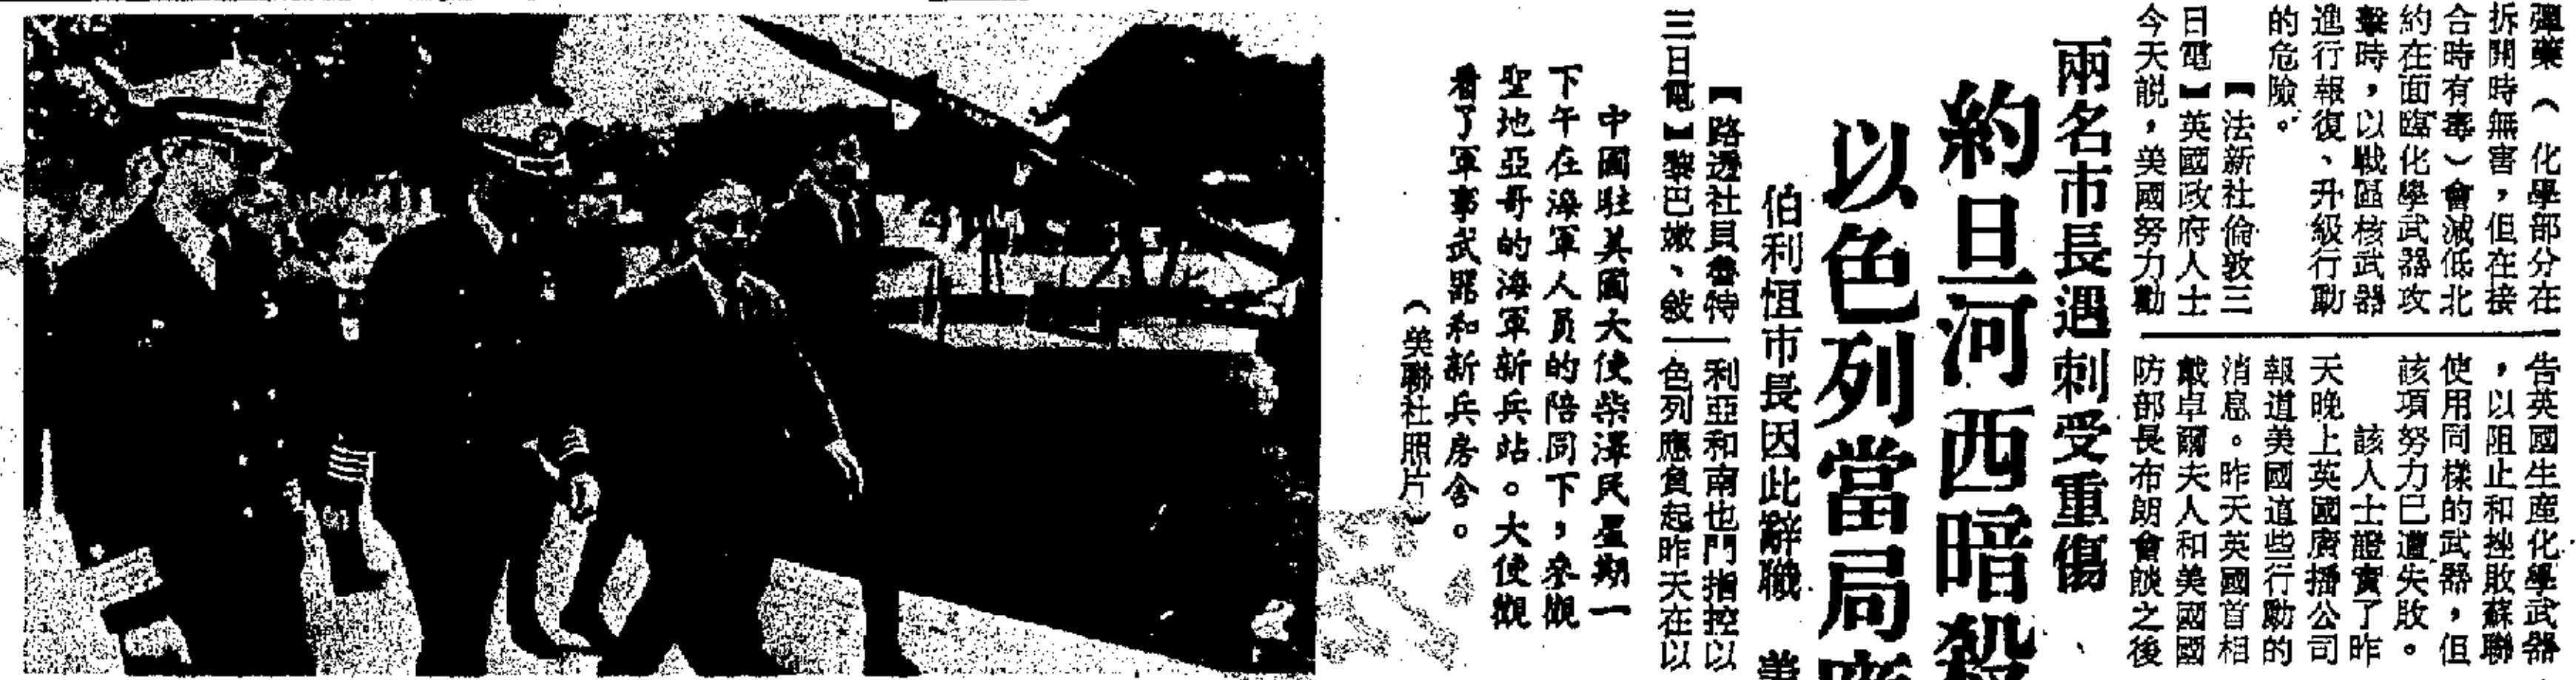 彈藥(化學部分在
拆開時無害，但在接
合時有毒)會減低北
約在面臨化學武器攻
擊時，以戰區核武器
進行報復、升級行動
的危險。
【法新社倫敦三
日電】英國政府人士
今天說，美國努力勸
告英國生產化學武器
，以阻止和挫敗蘇聯
使用同樣的武器，但
該項努力已遭失敗。
該人士證實了昨
天晚上英國廣播公司
報道美國這些行動的
消息。昨天英國首相
戴卓爾夫人和美國國
防部長布朗會談之後
兩名市長遇刺受重傷
約旦河西暗殺
以色列當局
伯利恒市長因此辭職
【路透社貝魯特
三日電】黎巴嫩、敍
利亞和南也門指控以
色列應負起昨天在以
中國駐美國大使柴澤民星期一
下午在海軍人員的陪同下，參觀
聖地亞哥的海軍新兵站。大使觀
看了軍事武器和新兵房舍。
(美聯社照片)